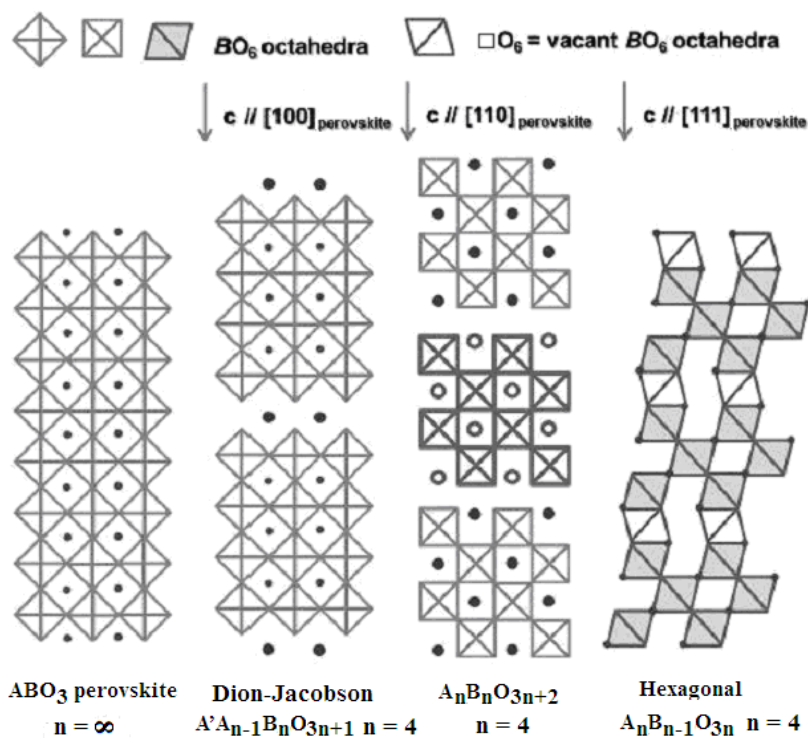 BO₆ octahedra
□O₆ = vacant BO₆ octahedra
c // [100]perovskite
c // [110]perovskite
c // [111]perovskite
ABO₃ perovskite
n = ∞
Dion-Jacobson
A'Aₙ₋₁BₙO₃ₙ₊₁ n = 4
AₙBₙO₃ₙ₊₂
n = 4
Hexagonal
AₙBₙ₋₁O₃ₙ n = 4